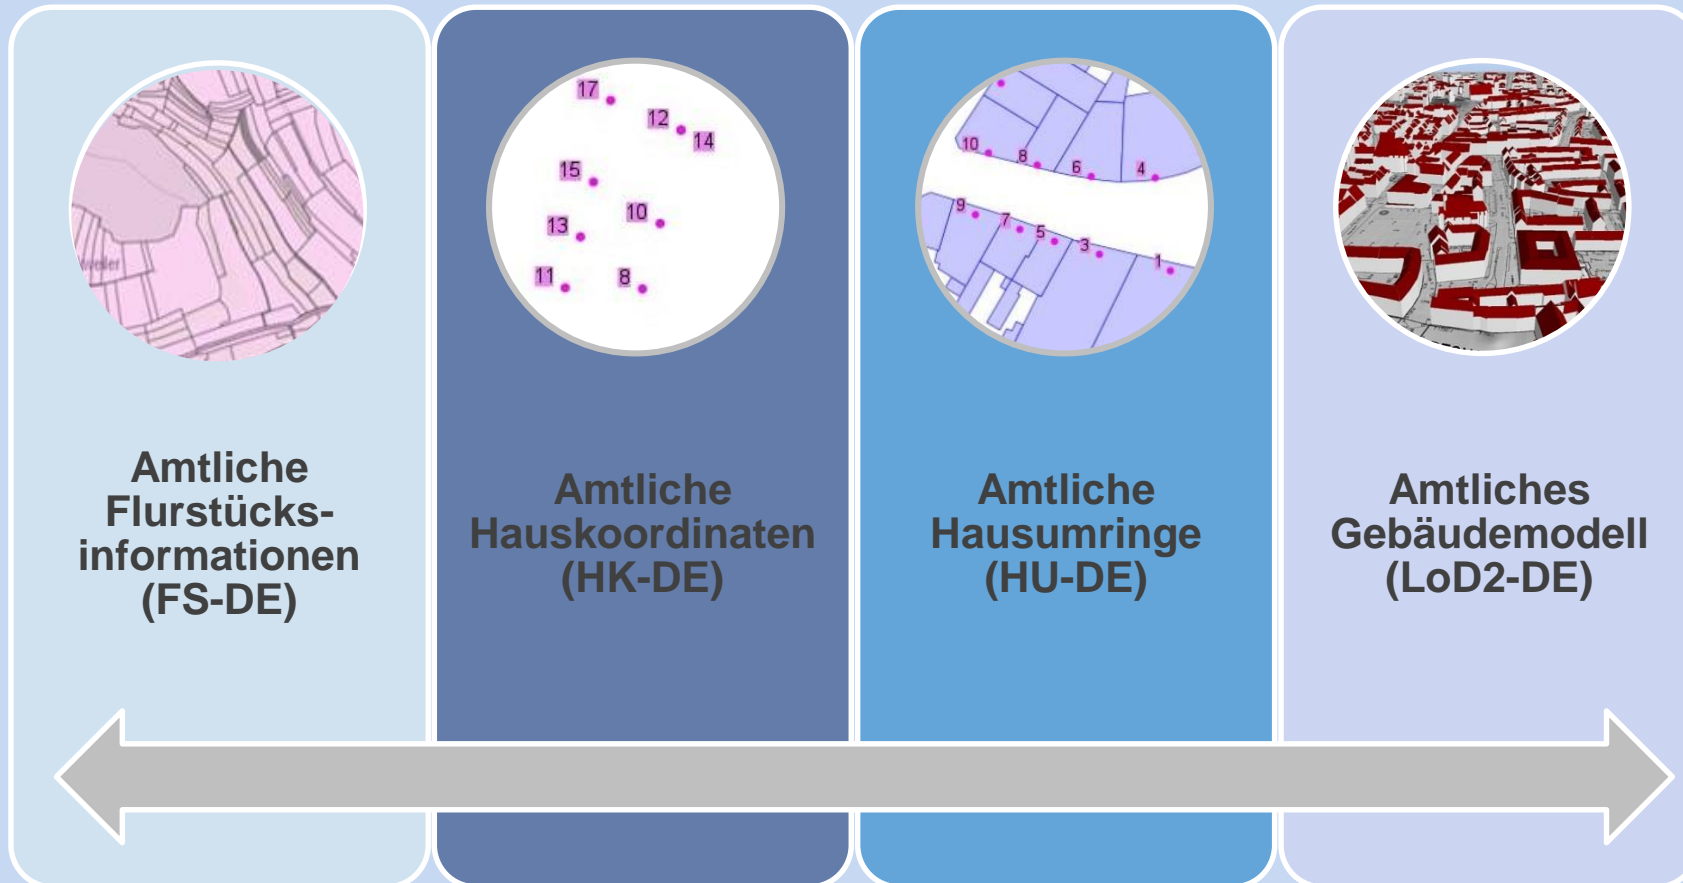 17
12
14
15
10
13
11
8
10
8
6
4
9
7
5
3
1
Amtliche
Flurstücks-
informationen
(FS-DE)
Amtliche
Hauskoordinaten
(HK-DE)
Amtliche
Hausumringe
(HU-DE)
Amtliches
Gebäudemodell
(LoD2-DE)